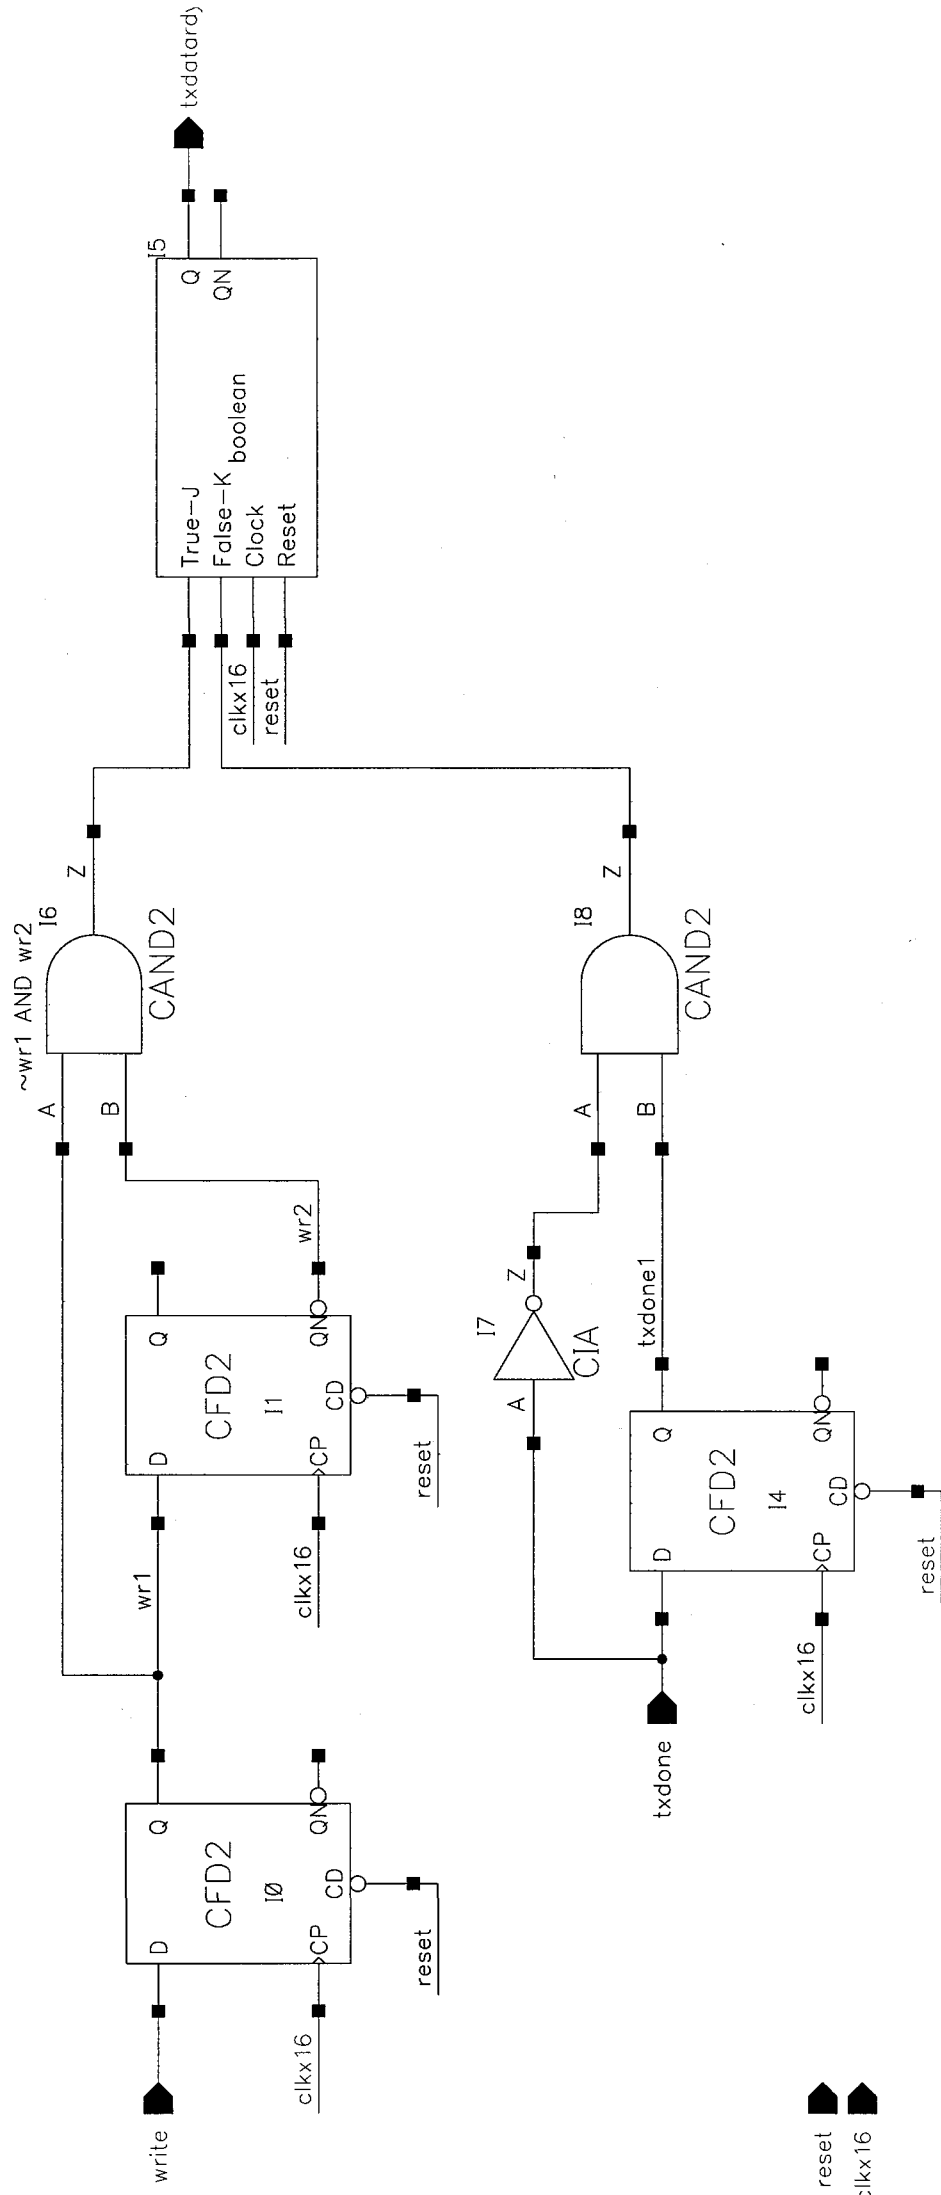 ~wr1 AND wr2
I6
A
B
Z
CAND2
write
D
Q
CFD2
IØ
CP
CD
QN
clkx16
reset
wr1
D
Q
CFD2
I1
CP
CD
QN
clkx16
reset
wr2
I5
True-J
False-K
Clock
Reset
boolean
Q
QN
clkx16
reset
txdatardy
I7
A
Z
CIA
I8
A
B
Z
CAND2
txdone
D
Q
CFD2
I4
CP
CD
QN
clkx16
reset
txdone1
reset
clkx16